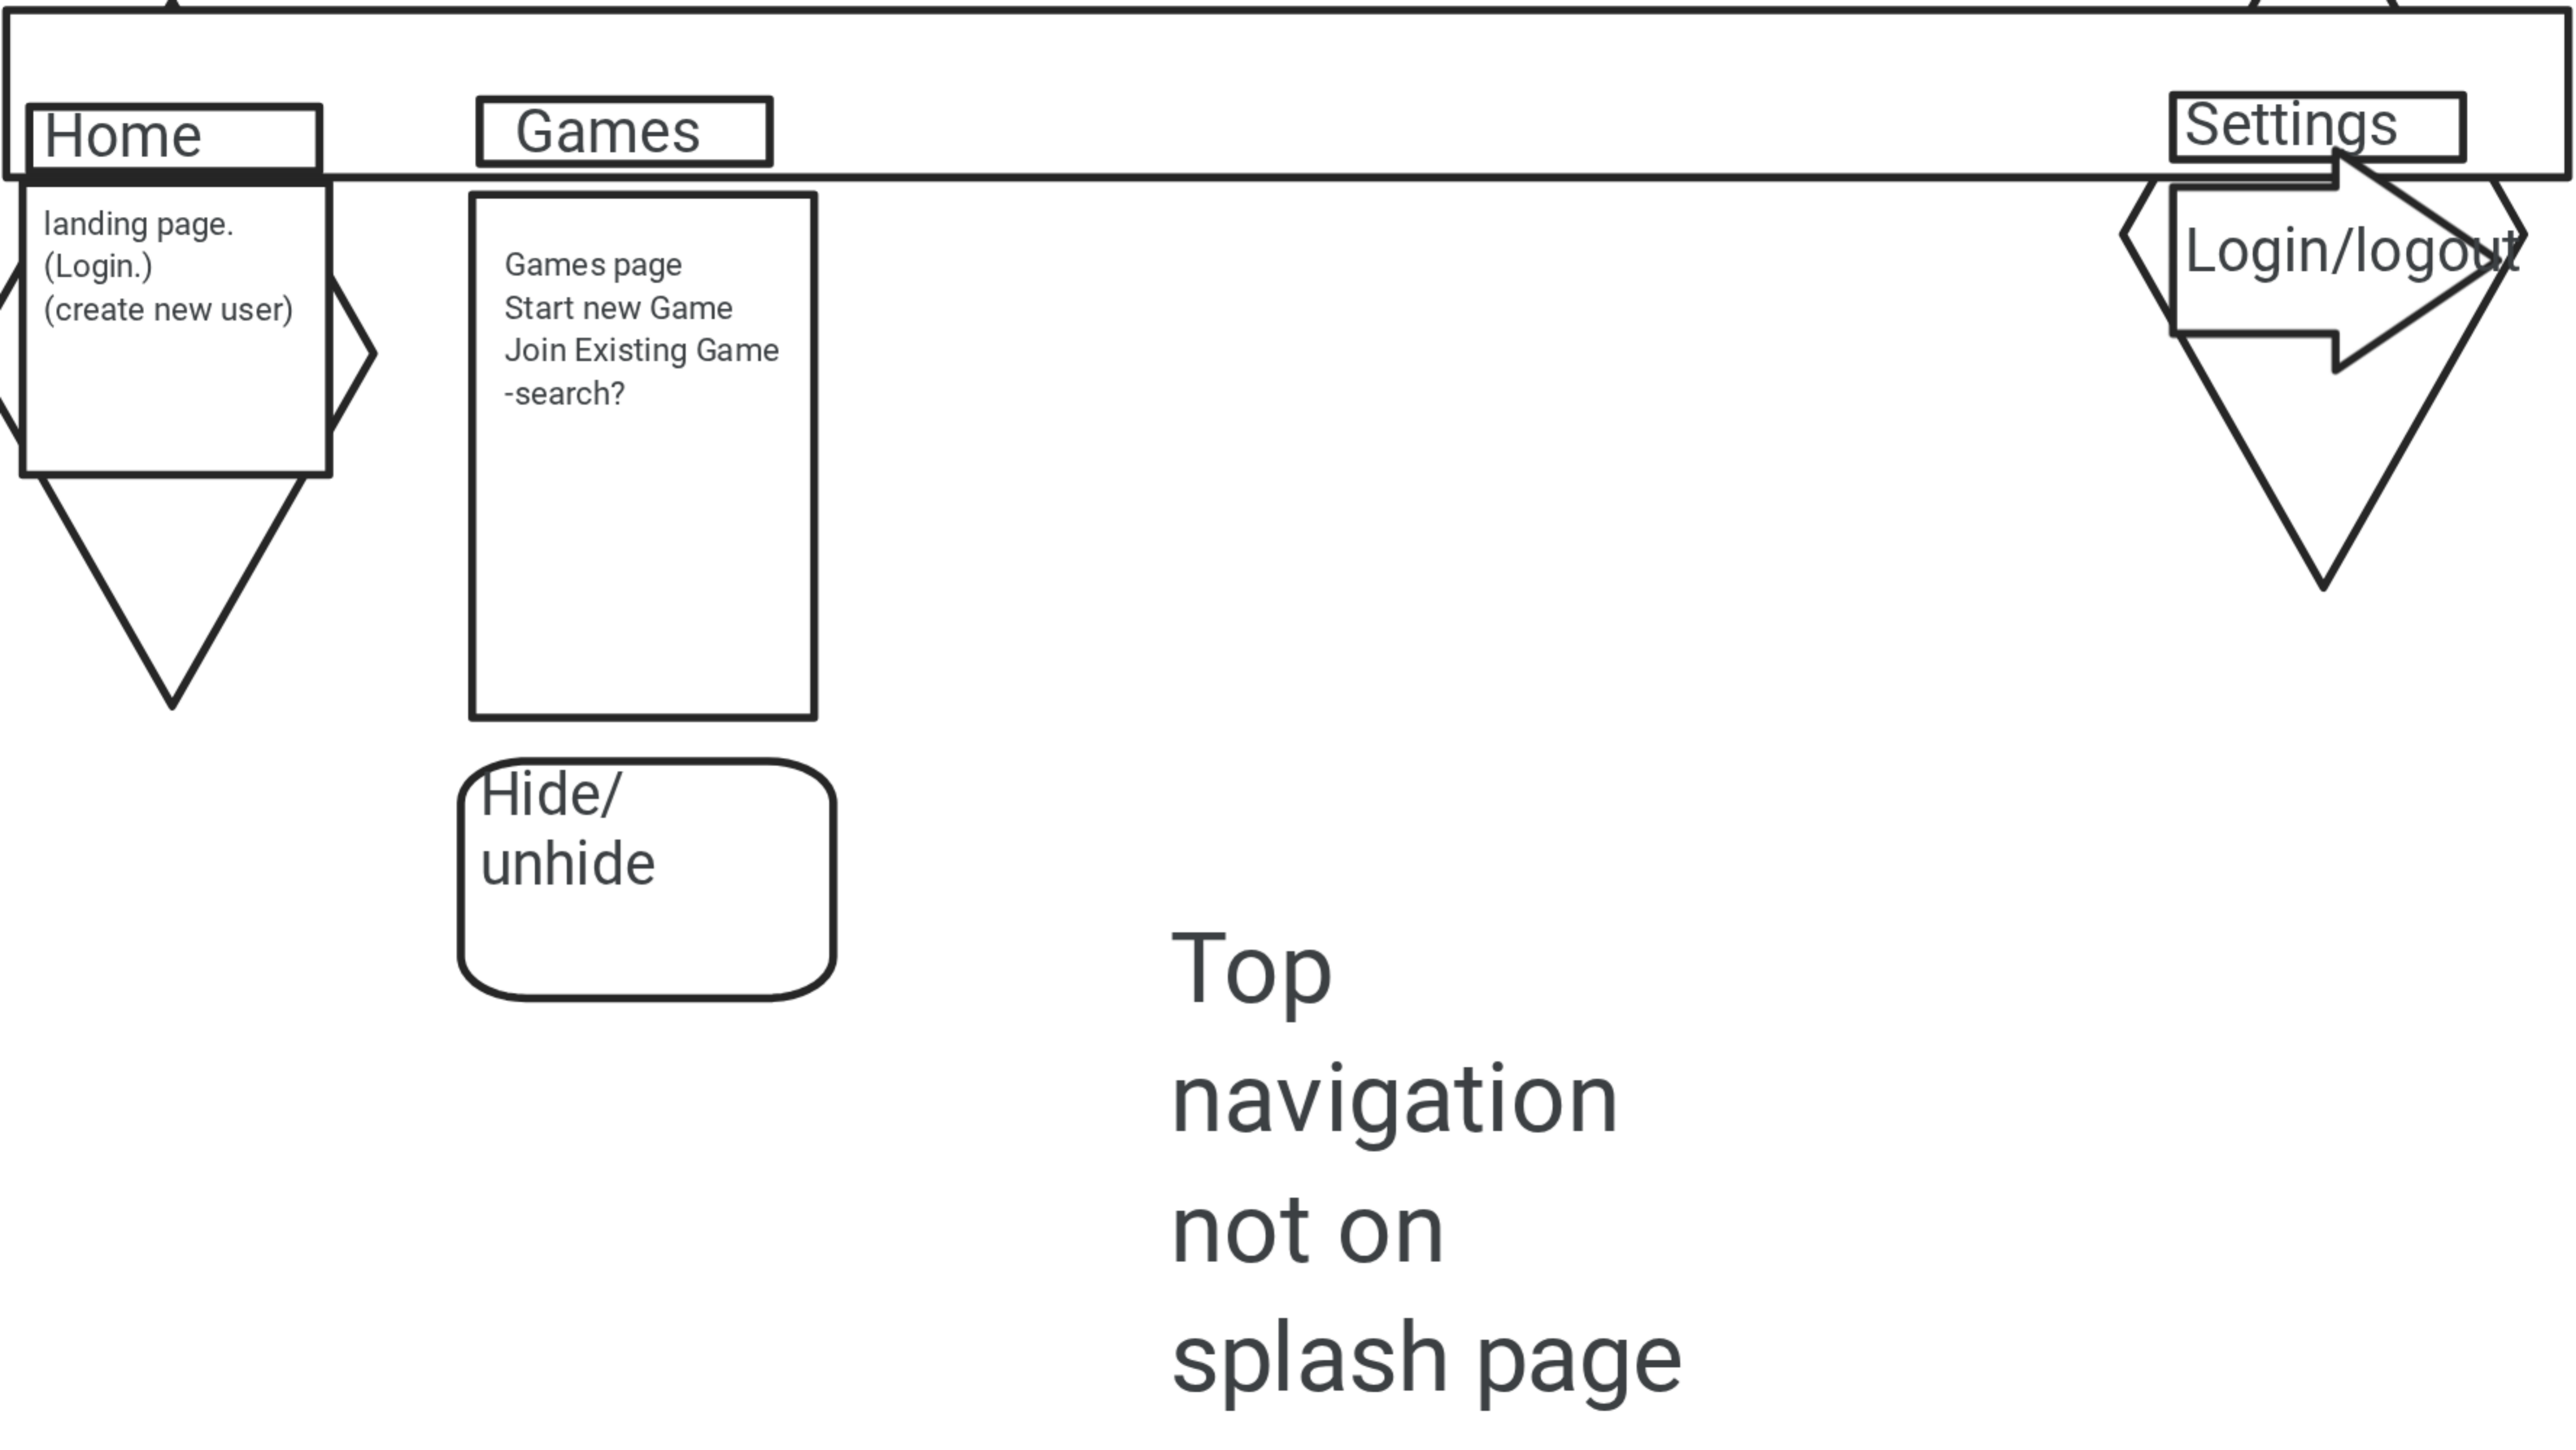 Home
Games
Settings
landing page.
(Login.)
(create new user)
Games page
Start new Game
Join Existing Game
-search?
Login/logout
Hide/
unhide
Top
navigation
not on
splash page